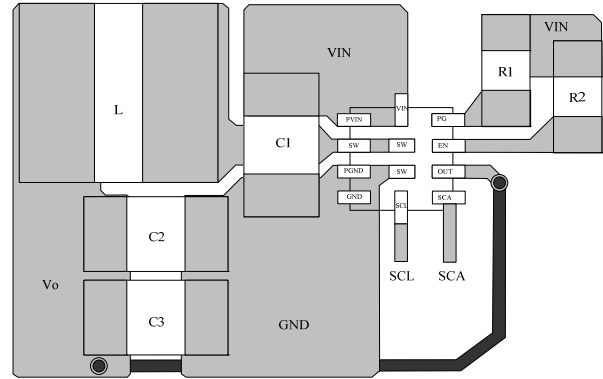 VIN
VIN
R1
R2
L
C1
VIN
PVIN
PG
SW
SW
EN
PGND
SW
OUT
GND
SCL
SCA
C2
SCL
SCA
Vo
C3
GND